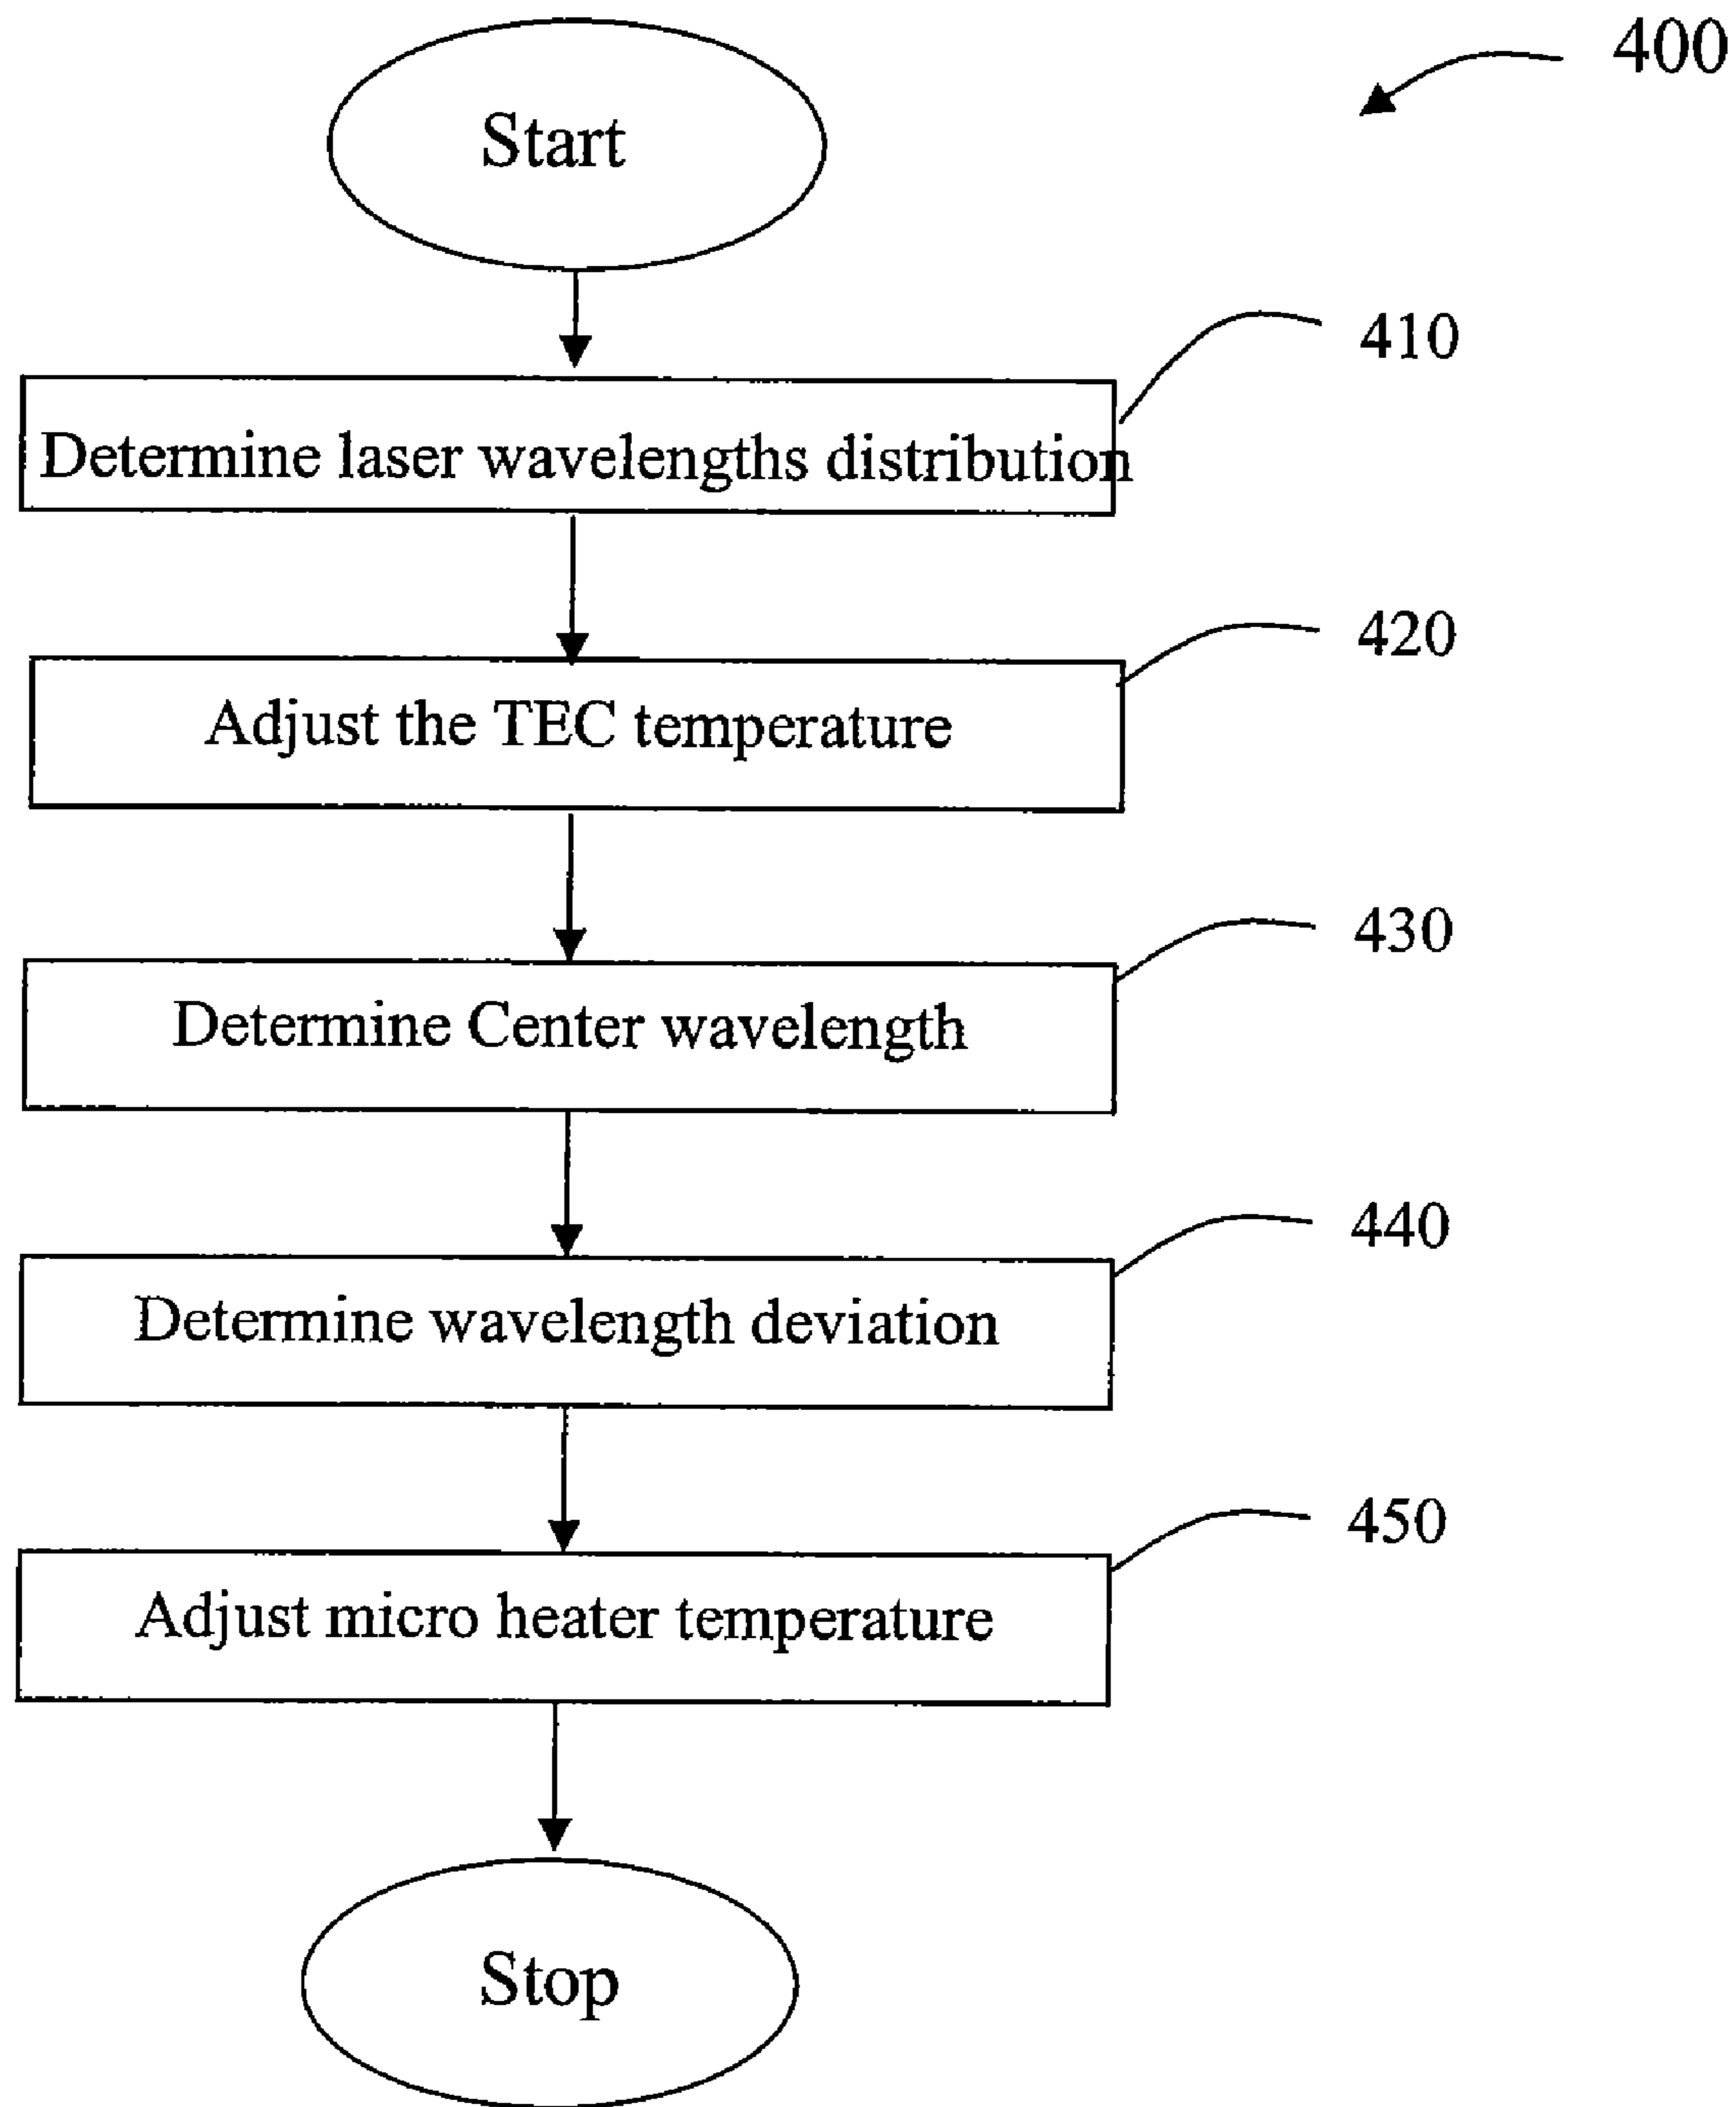 400
Start
410
Determine laser wavelengths distribution
420
Adjust the TEC temperature
430
Determine Center wavelength
440
Determine wavelength deviation
450
Adjust micro heater temperature
Stop